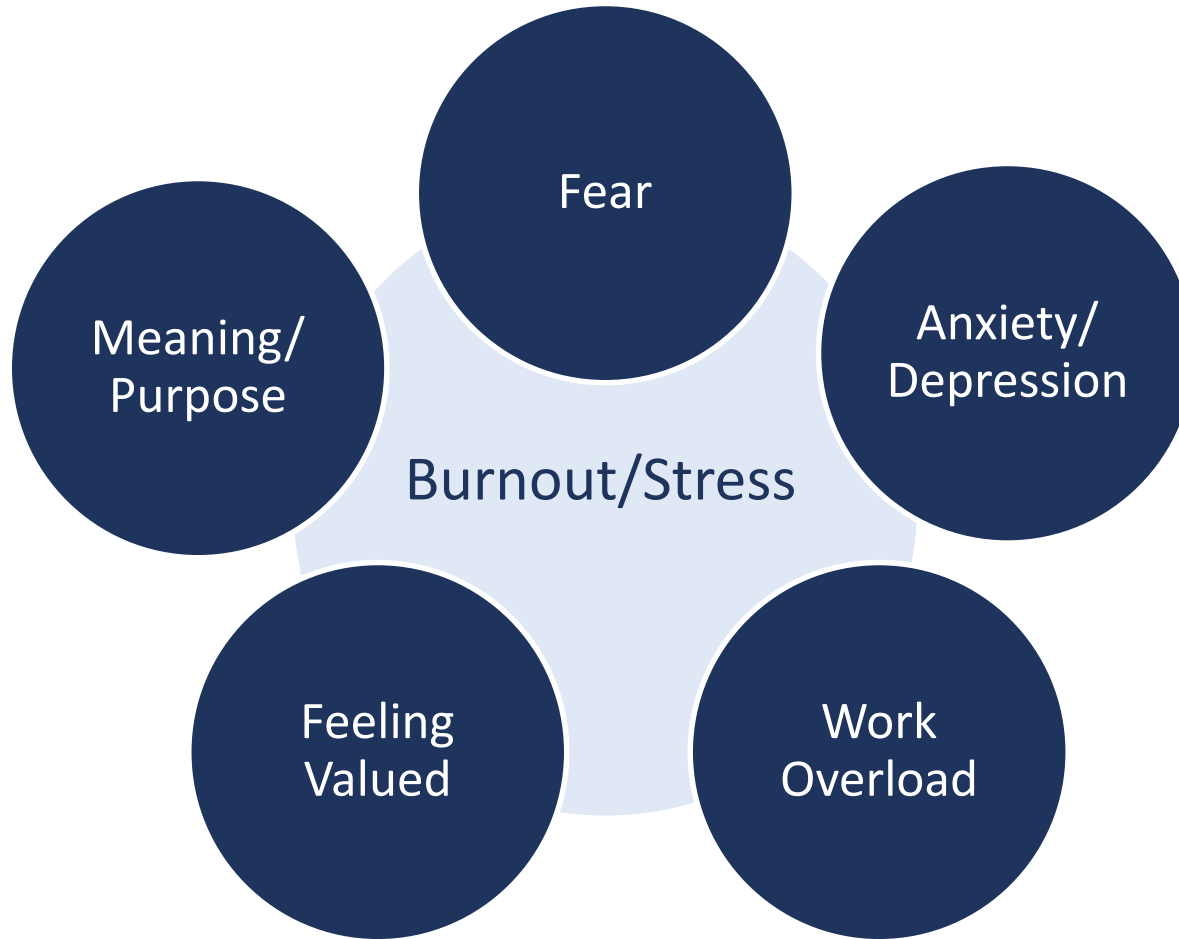 Fear
Anxiety/
Depression
Work
Overload
Feeling
Valued
Meaning/
Purpose
Burnout/Stress